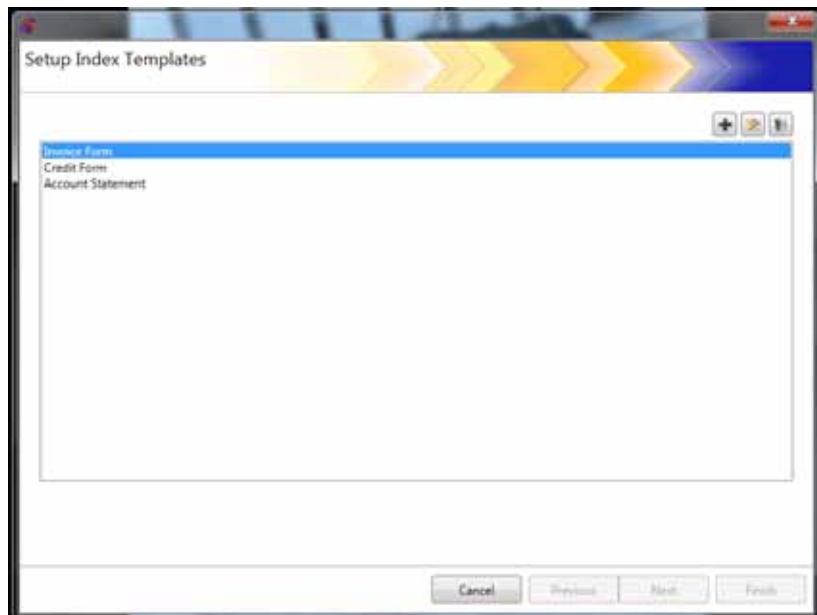 Setup Index Templates
Invoice Form
Credit Form
Account Statement
Cancel
Previous
Next
Finish